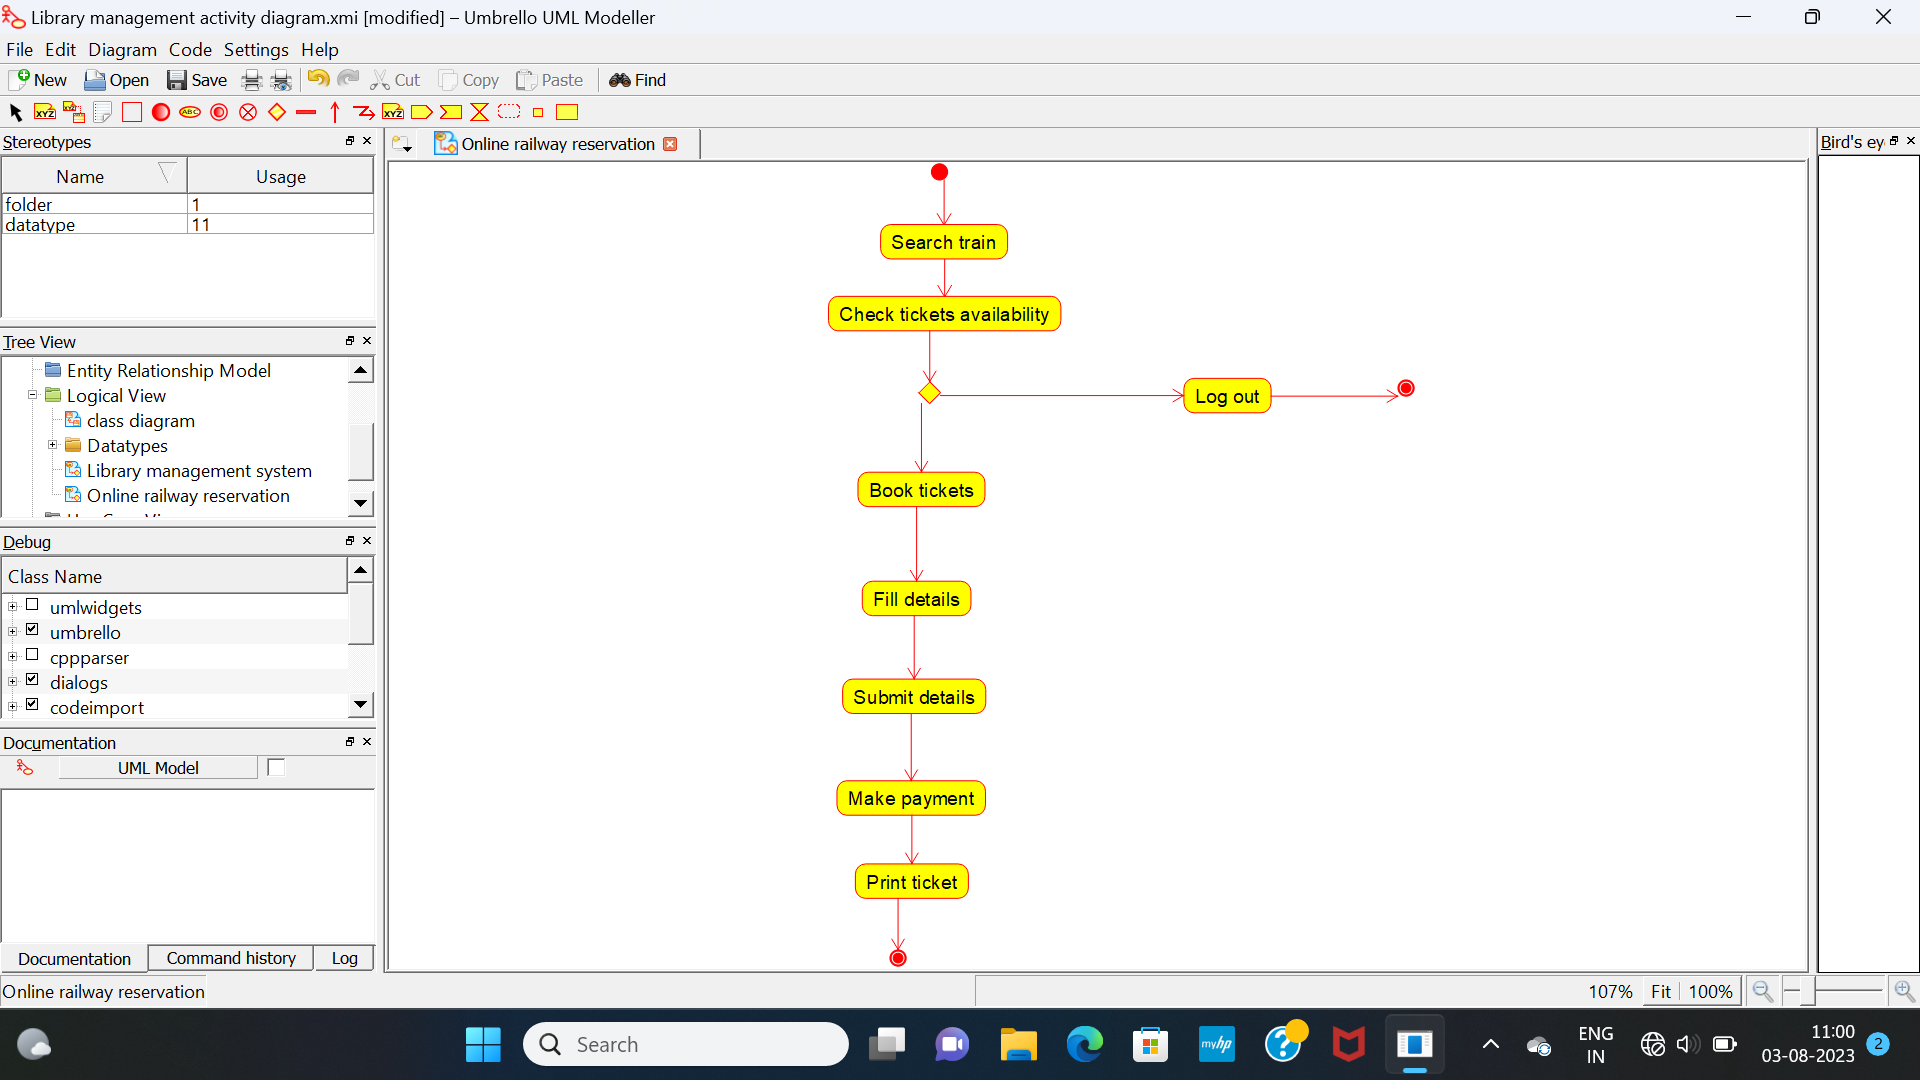 Library management activity diagram.xmi [modified] – Umbrello UML Modeller
File Edit Diagram Code Settings Help
New Open Save Cut Copy Paste Find
XYZ XYZ ABC XYZ
Stereotypes
Name Usage
folder 1
datatype 11
Tree View
Entity Relationship Model
Logical View
class diagram
Datatypes
Library management system
Online railway reservation
Debug
Class Name
umlwidgets
umbrello
cppparser
dialogs
codeimport
Documentation
UML Model
Documentation Command history Log
Online railway reservation
Online railway reservation
Search train
Check tickets availability
Log out
Book tickets
Fill details
Submit details
Make payment
Print ticket
Bird's ey
107% Fit 100%
Search
myhp
ENG
IN
11:00
03-08-2023
2